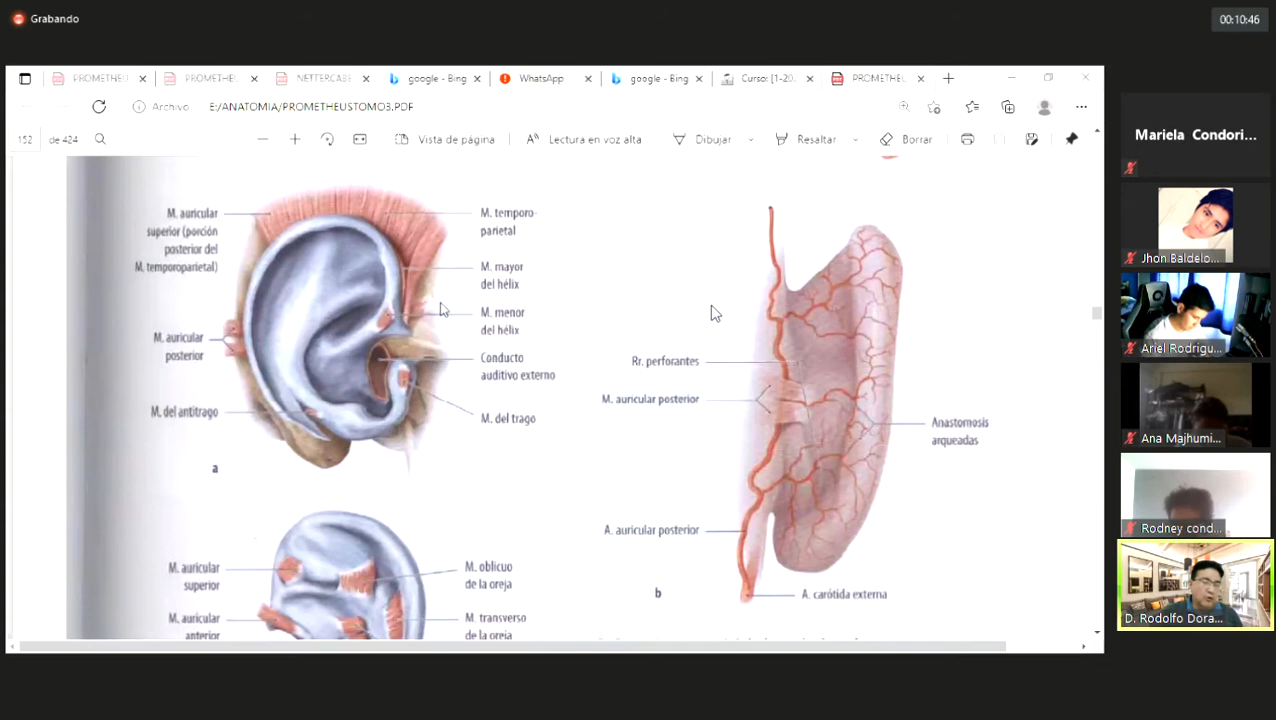 Grabando
00:10:46
PROMETHEU
PROMETHEU
NETTERCABE
google - Bing
WhatsApp
google - Bing
Curso: [1-20
PROMETHEU
Archivo
E:/ANATOMIA/PROMETHEUSTOMO3.PDF
152 de 424
Vista de página
Lectura en voz alta
Dibujar
Resaltar
Borrar
M. auricular
superior (porción
posterior del
M. temporoparietal)
M. auricular
posterior
M. del antitrago
a
M. temporo-
parietal
M. mayor
del hélix
M. menor
del hélix
Conducto
auditivo externo
M. del trago
Rr. perforantes
M. auricular posterior
Anastomosis
arqueadas
A. auricular posterior
A. carótida externa
b
M. auricular
superior
M. auricular
anterior
M. oblicuo
de la oreja
M. transverso
de la oreja
Mariela Condori...
Jhon Baldelo...
Ariel Rodrigu...
Ana Majhumi...
Rodney cond...
D. Rodolfo Dora...